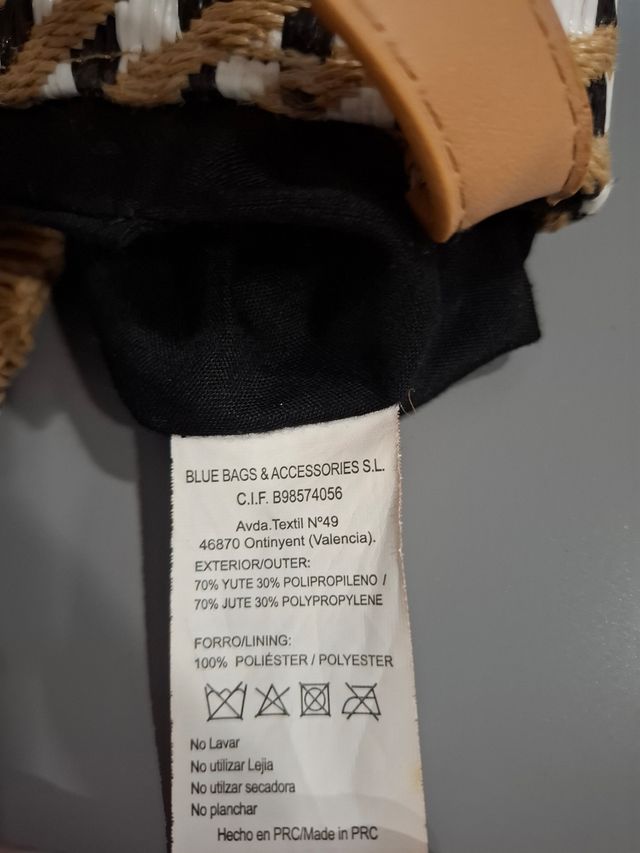 BLUE BAGS & ACCESSORIES S.L.
C.I.F. B98574056
Avda.Textil Nº49
46870 Ontinyent (Valencia).
EXTERIOR/OUTER:
70% YUTE 30% POLIPROPILENO /
70% JUTE 30% POLYPROPYLENE
FORRO/LINING:
100% POLIÉSTER / POLYESTER
No Lavar
No utilizar Lejia
No utilzar secadora
No planchar
Hecho en PRC/Made in PRC